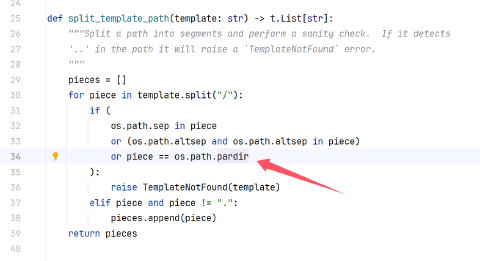 24
25 def split_template_path(template: str) -> t.List[str]:
26     """Split a path into segments and perform a sanity check.  If it detects
27     '..' in the path it will raise a `TemplateNotFound` error.
28     """
29     pieces = []
30     for piece in template.split("/"):
31         if (
32             os.path.sep in piece
33             or (os.path.altsep and os.path.altsep in piece)
34             or piece == os.path.pardir
35         ):
36             raise TemplateNotFound(template)
37         elif piece and piece != ".":
38             pieces.append(piece)
39     return pieces
40